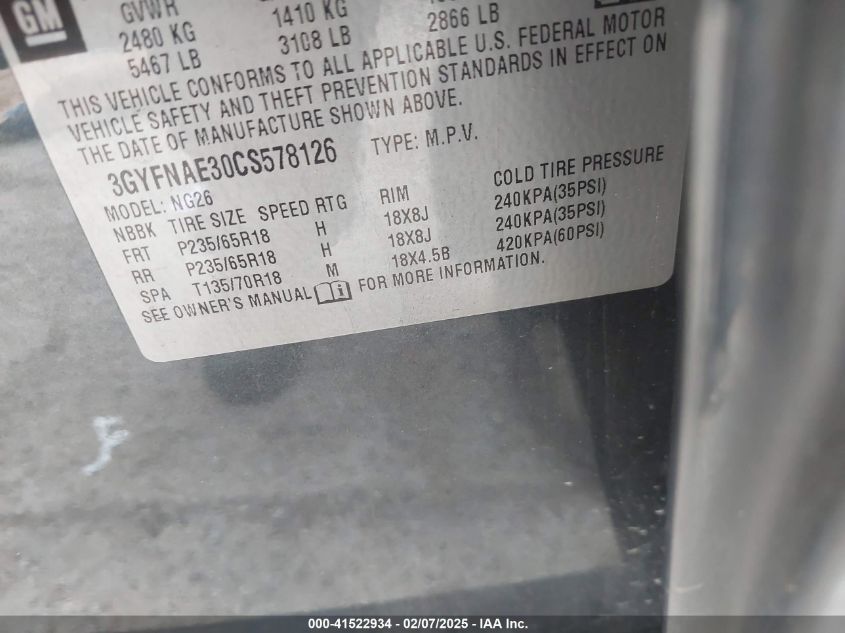 GM
GVWR
2480 KG 1410 KG
5467 LB 3108 LB 2866 LB
THIS VEHICLE CONFORMS TO ALL APPLICABLE U.S. FEDERAL MOTOR
VEHICLE SAFETY AND THEFT PREVENTION STANDARDS IN EFFECT ON
THE DATE OF MANUFACTURE SHOWN ABOVE.
3GYFNAE30CS578126 TYPE: M.P.V.
MODEL: NG26
NBBK TIRE SIZE SPEED RTG RIM COLD TIRE PRESSURE
FRT P235/65R18 H 18X8J 240KPA(35PSI)
RR P235/65R18 H 18X8J 240KPA(35PSI)
SPA T135/70R18 M 18X4.5B 420KPA(60PSI)
SEE OWNER'S MANUAL FOR MORE INFORMATION.
000-41522934 - 02/07/2025 - IAA Inc.